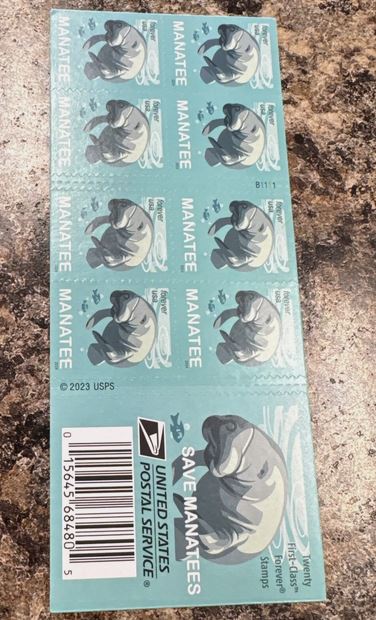 MANATEE
forever
usa
MANATEE
forever
usa
MANATEE
forever
usa
MANATEE
forever
usa
B1111
MANATEE
forever
usa
MANATEE
forever
usa
MANATEE
forever
usa
MANATEE
forever
usa
© 2023 USPS
SAVE MANATEES
Twenty
First-Class™
Forever®
Stamps
UNITED STATES
POSTAL SERVICE®
0 15645 68480 5